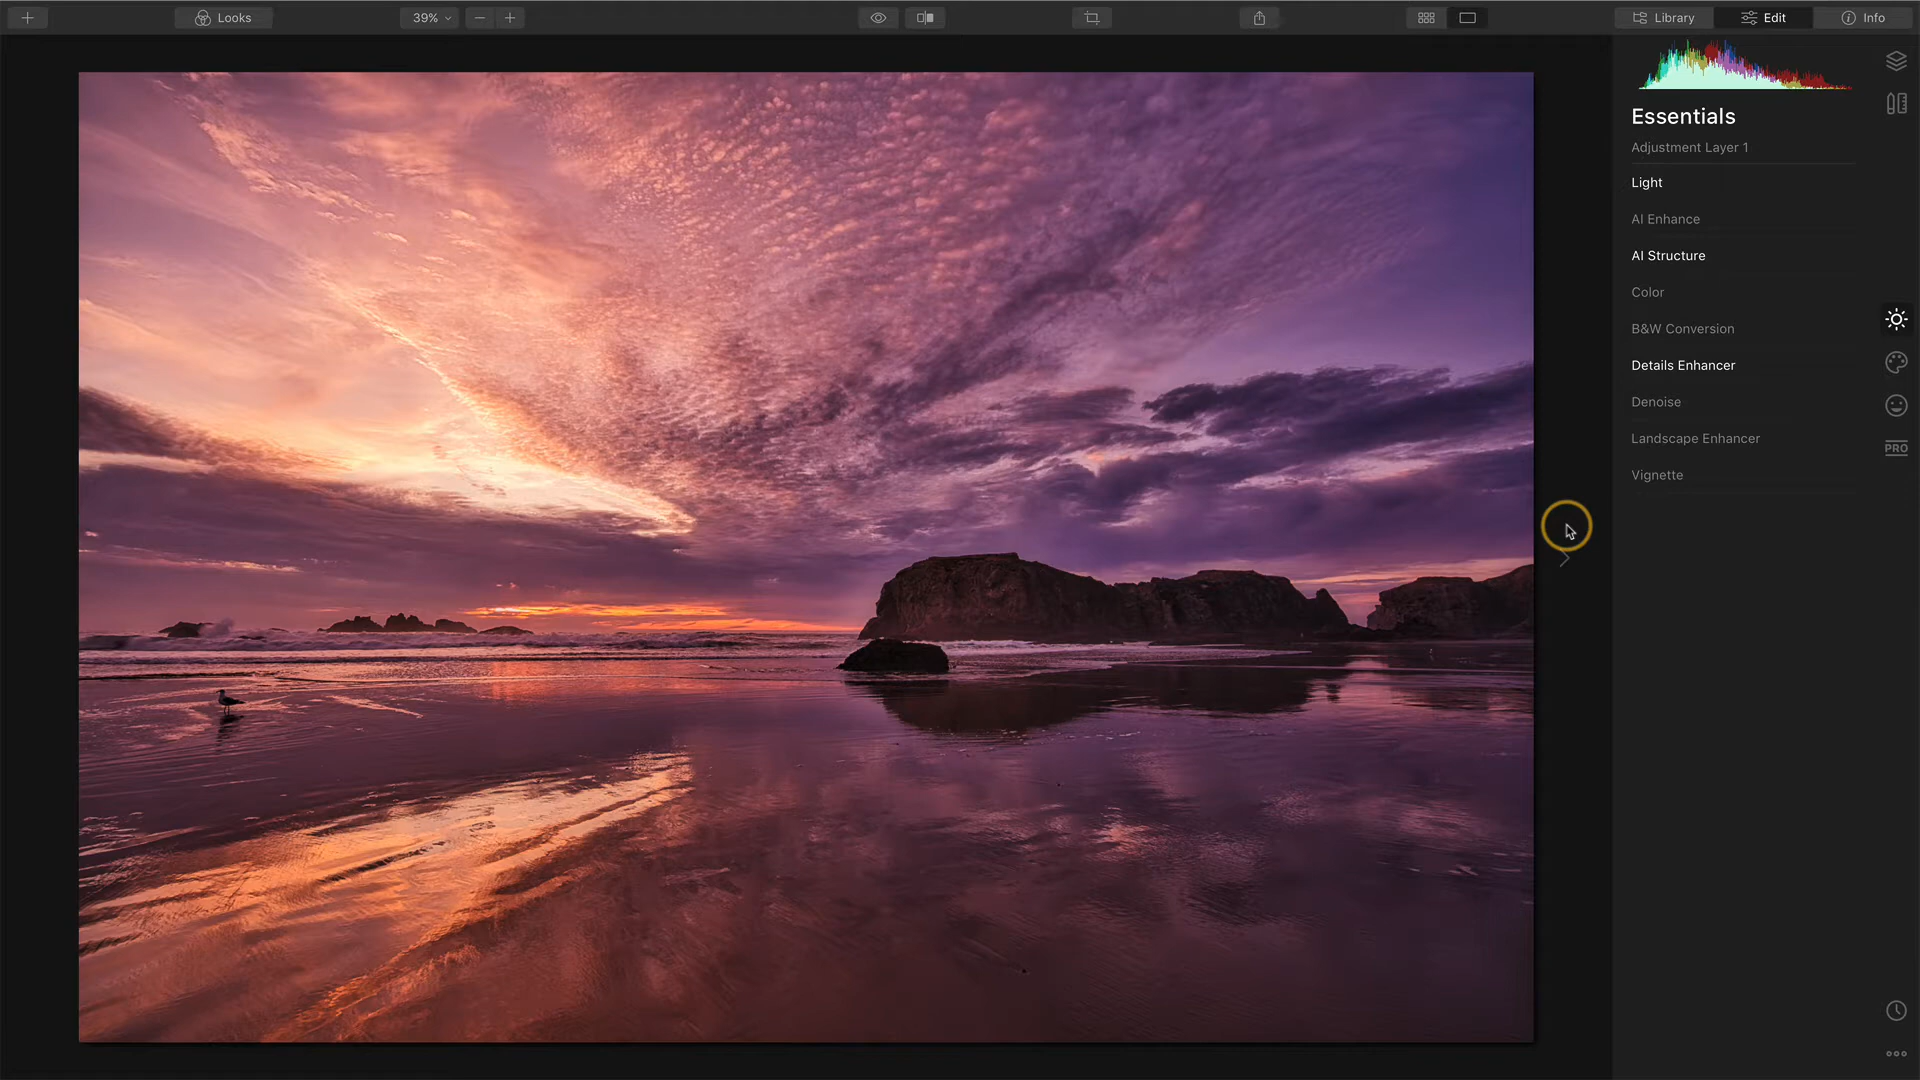 Looks
39%
Library
Edit
Info
Essentials
Adjustment Layer 1
Light
AI Enhance
AI Structure
Color
B&W Conversion
Details Enhancer
Denoise
Landscape Enhancer
Vignette
PRO